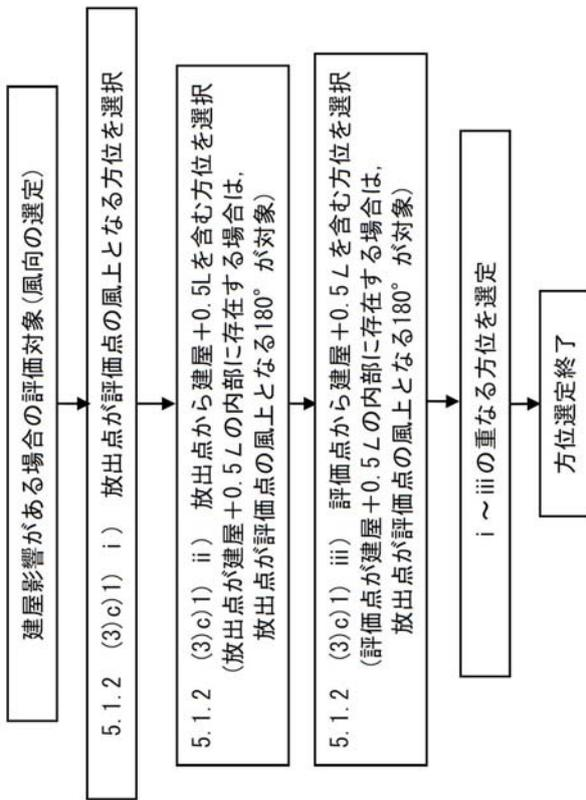 建屋影響がある場合の評価対象(風向の選定)
5.1.2 (3)c)1) ⅰ) 放出点が評価点の風上となる方位を選択
5.1.2 (3)c)1) ⅱ) 放出点から建屋+0.5Lを含む方位を選択
(放出点が建屋+0.5Lの内部に存在する場合は,
放出点が評価点の風上となる180°が対象)
5.1.2 (3)c)1) ⅲ) 評価点から建屋+0.5Lを含む方位を選択
(評価点が建屋+0.5Lの内部に存在する場合は,
放出点が評価点の風上となる180°が対象)
ⅰ~ⅲの重なる方位を選定
方位選定終了